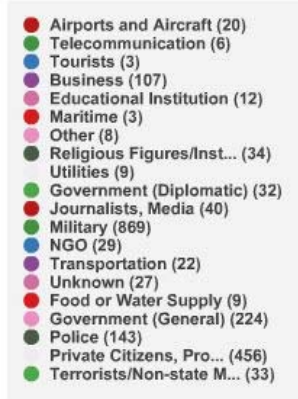 Airports and Aircraft (20)
Telecommunication (6)
Tourists (3)
Business (107)
Educational Institution (12)
Maritime (3)
Other (8)
Religious Figures/Inst... (34)
Utilities (9)
Government (Diplomatic) (32)
Journalists, Media (40)
Military (869)
NGO (29)
Transportation (22)
Unknown (27)
Food or Water Supply (9)
Government (General) (224)
Police (143)
Private Citizens, Pro... (456)
Terrorists/Non-state M... (33)